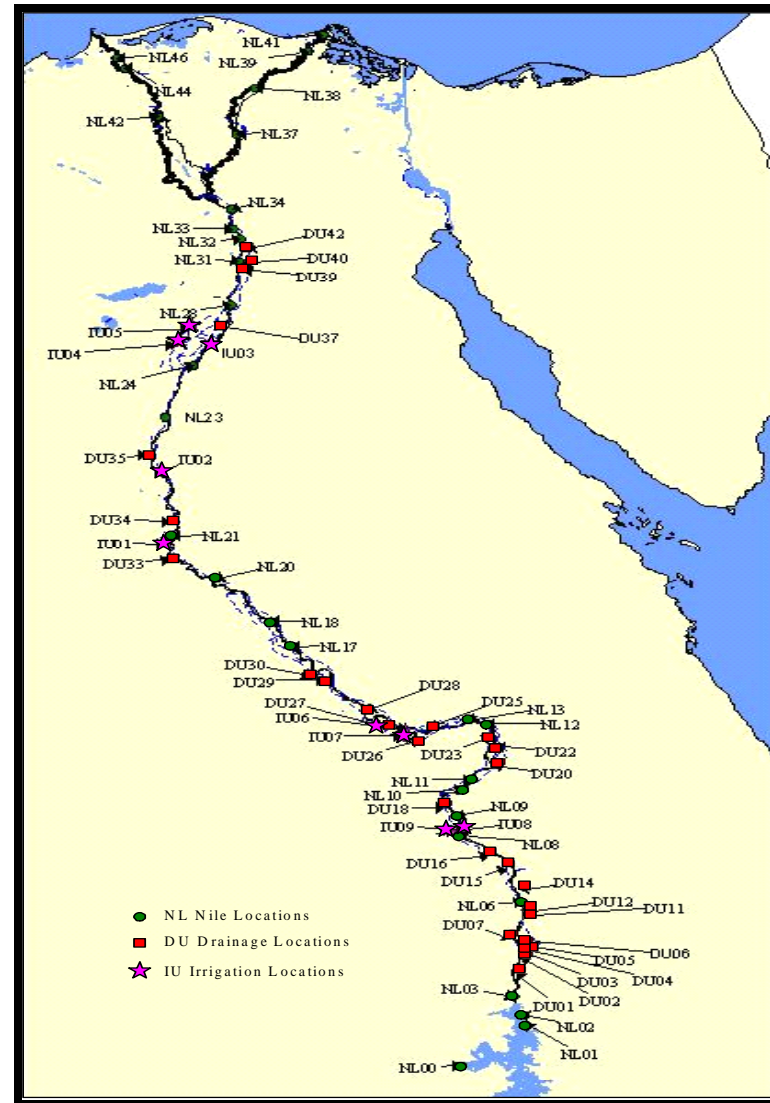 NL41
NL46
NL39
NL44
NL38
NL42
NL37
NL34
NL33
NL32
DU42
NL31
DU40
DU39
NL28
IU05
DU37
IU04
IU03
NL24
NL23
DU35
IU02
DU34
NL21
IU01
DU33
NL20
NL18
NL17
DU30
DU29
DU28
DU27
DU25
NL13
IU06
NL12
IU07
DU26
DU23
DU22
DU20
NL11
NL10
DU18
NL09
IU09
IU08
NL08
DU16
DU15
DU14
NL06
DU12
DU11
DU07
DU06
DU05
DU04
DU03
DU02
NL03
DU01
NL02
NL01
NL00
NL Nile Locations
DU Drainage Locations
IU Irrigation Locations